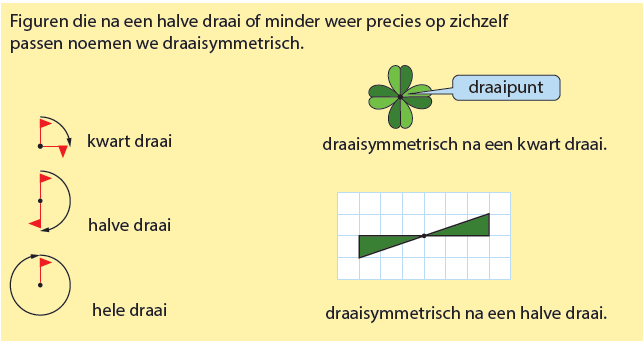 Figuren die na een halve draai of minder weer precies op zichzelf
passen noemen we draaisymmetrisch.
draaipunt
kwart draai
draaisymmetrisch na een kwart draai.
halve draai
hele draai
draaisymmetrisch na een halve draai.